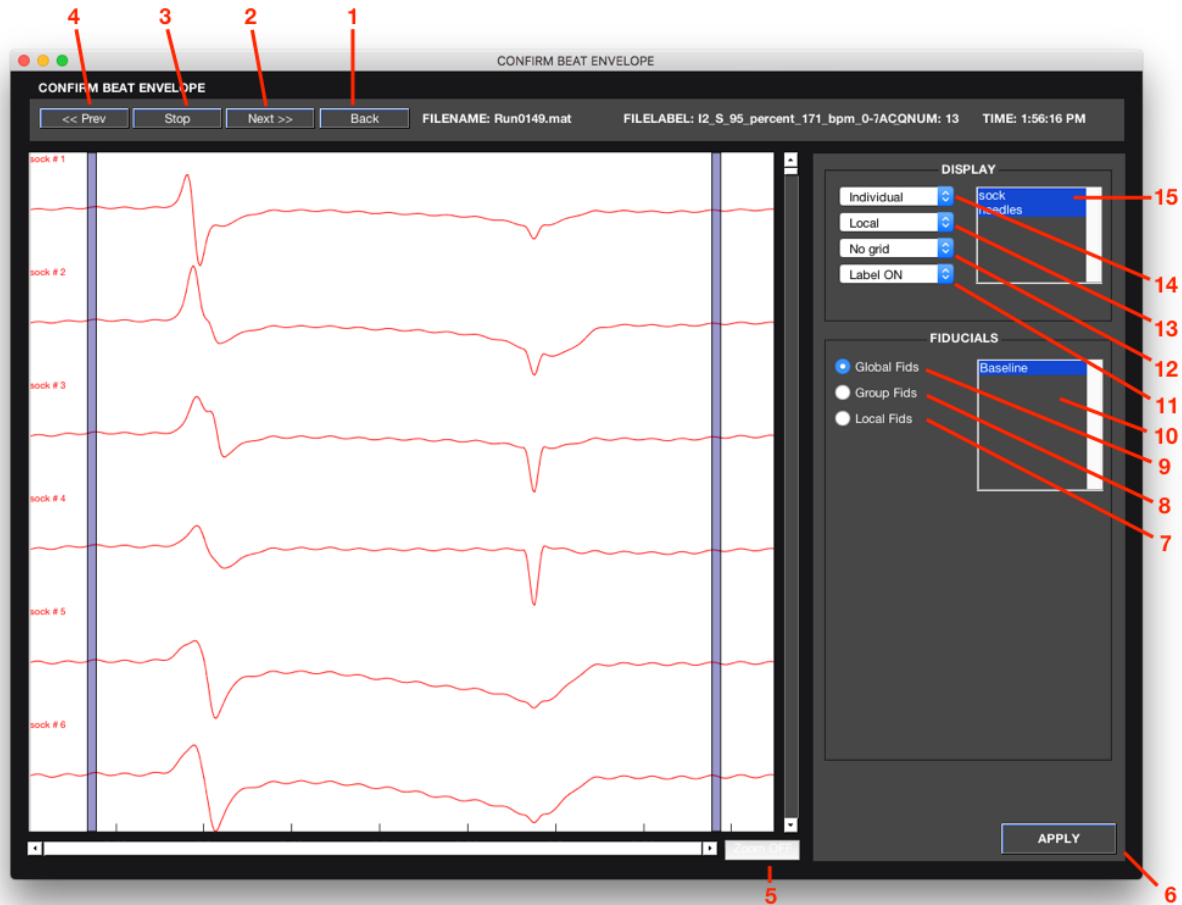 4 3 2 1
CONFIRM BEAT ENVELOPE
CONFIRM BEAT ENVELOPE
<< Prev Stop Next >> Back FILENAME: Run0149.mat FILELABEL: I2_S_95_percent_171_bpm_0-7ACQNUM: 13 TIME: 1:56:16 PM
sock # 1
sock # 2
sock # 3
sock # 4
sock # 5
sock # 6
Zoom OFF
5
DISPLAY
Individual
Local
No grid
Label ON
sock
needles
15
14
13
12
11
FIDUCIALS
Global Fids
Group Fids
Local Fids
Baseline
10
9
8
7
APPLY
6